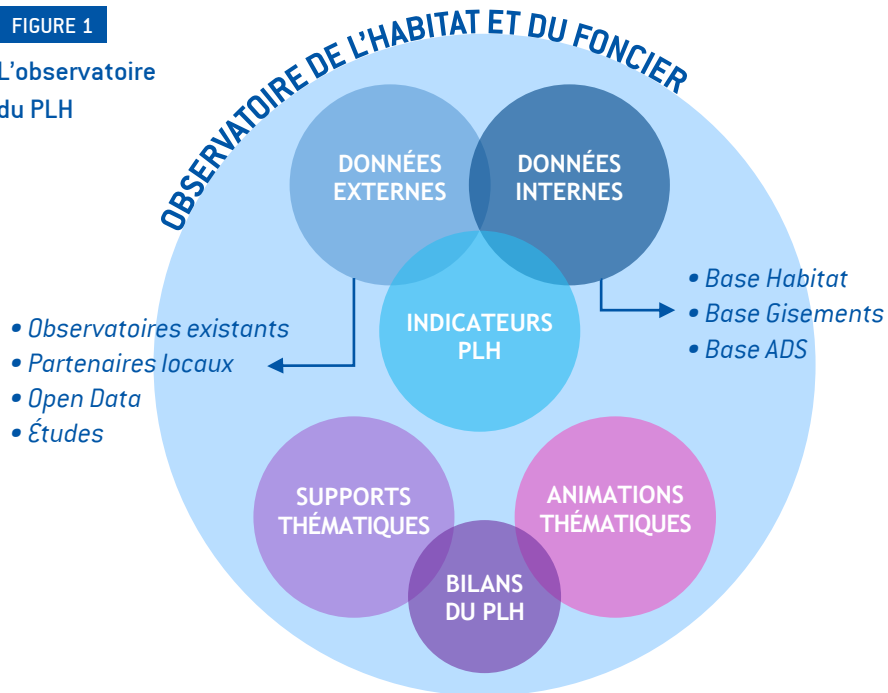 FIGURE 1
L'observatoire
du PLH
OBSERVATOIRE DE L'HABITAT ET DU FONCIER
DONNÉES
EXTERNES
DONNÉES
INTERNES
INDICATEURS
PLH
• Base Habitat
• Base Gisements
• Base ADS
• Observatoires existants
• Partenaires locaux
• Open Data
• Études
SUPPORTS
THÉMATIQUES
ANIMATIONS
THÉMATIQUES
BILANS
DU PLH